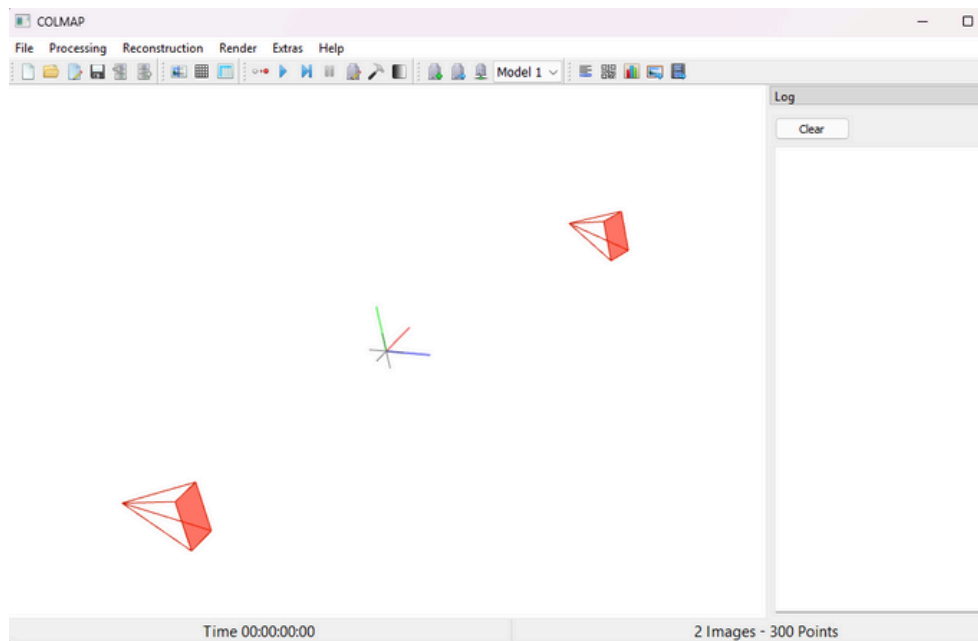 COLMAP
File Processing Reconstruction Render Extras Help
Model 1
Log
Clear
Time 00:00:00:00
2 Images - 300 Points